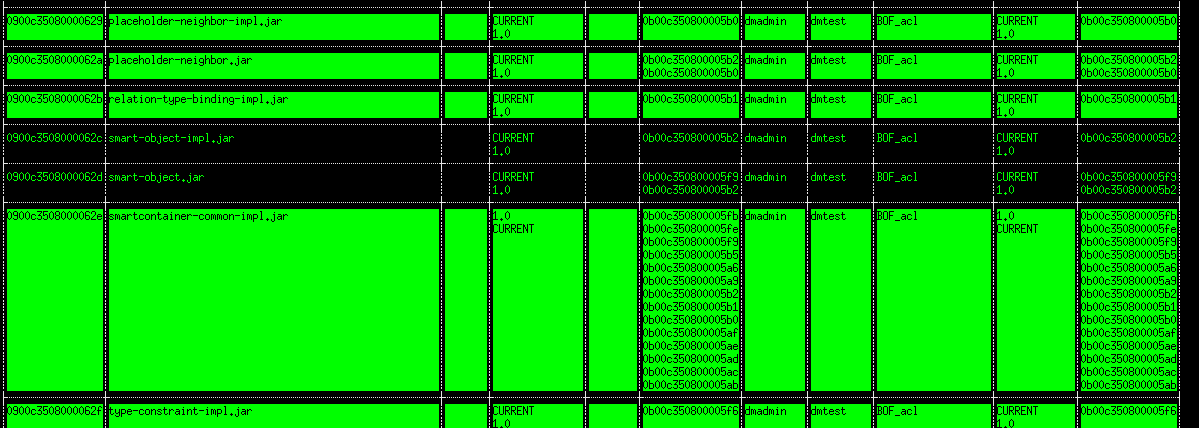 0900c35080000629 placeholder-neighbor-impl.jar CURRENT 0b00c350800005b0 dmadmin dmtest BOF_acl CURRENT 0b00c350800005b0
1.0 1.0
0900c3508000062a placeholder-neighbor.jar CURRENT 0b00c350800005b2 dmadmin dmtest BOF_acl CURRENT 0b00c350800005b2
1.0 0b00c350800005b0 1.0 0b00c350800005b0
0900c3508000062b relation-type-binding-impl.jar CURRENT 0b00c350800005b1 dmadmin dmtest BOF_acl CURRENT 0b00c350800005b1
1.0 1.0
0900c3508000062c smart-object-impl.jar CURRENT 0b00c350800005b2 dmadmin dmtest BOF_acl CURRENT 0b00c350800005b2
1.0 1.0
0900c3508000062d smart-object.jar CURRENT 0b00c350800005f9 dmadmin dmtest BOF_acl CURRENT 0b00c350800005f9
1.0 0b00c350800005b2 1.0 0b00c350800005b2
0900c3508000062e smartcontainer-common-impl.jar 1.0 0b00c350800005fb dmadmin dmtest BOF_acl 1.0 0b00c350800005fb
CURRENT 0b00c350800005fe CURRENT 0b00c350800005fe
0b00c350800005f9 0b00c350800005f9
0b00c350800005b5 0b00c350800005b5
0b00c350800005a6 0b00c350800005a6
0b00c350800005a9 0b00c350800005a9
0b00c350800005b2 0b00c350800005b2
0b00c350800005b1 0b00c350800005b1
0b00c350800005b0 0b00c350800005b0
0b00c350800005af 0b00c350800005af
0b00c350800005ae 0b00c350800005ae
0b00c350800005ad 0b00c350800005ad
0b00c350800005ac 0b00c350800005ac
0b00c350800005ab 0b00c350800005ab
0900c3508000062f type-constraint-impl.jar CURRENT 0b00c350800005f6 dmadmin dmtest BOF_acl CURRENT 0b00c350800005f6
1.0 1.0